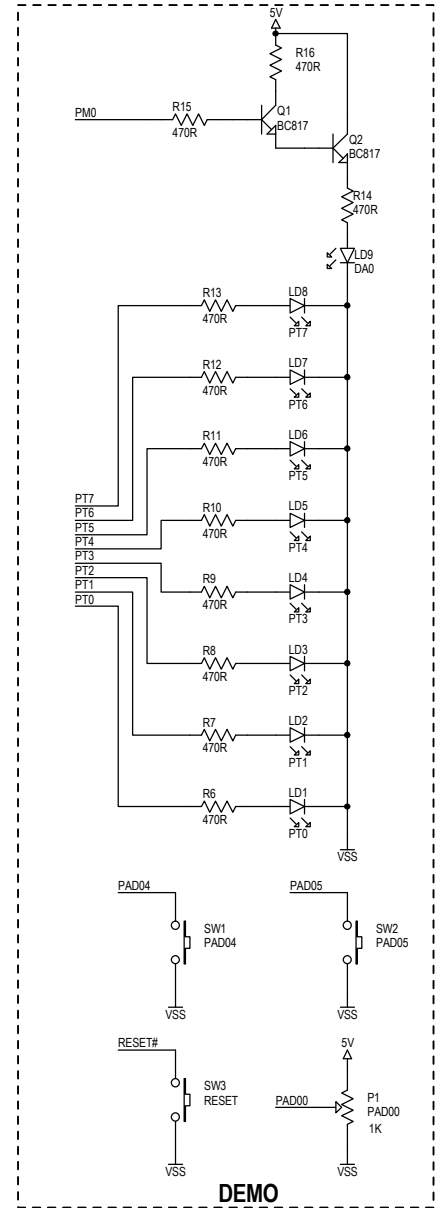 5V
R16
470R
PM0
R15
470R
Q1
BC817
Q2
BC817
R14
470R
LD9
DA0
R13
470R
LD8
PT7
R12
470R
LD7
PT6
R11
470R
LD6
PT5
R10
470R
LD5
PT4
R9
470R
LD4
PT3
R8
470R
LD3
PT2
R7
470R
LD2
PT1
R6
470R
LD1
PT0
PT7
PT6
PT5
PT4
PT3
PT2
PT1
PT0
VSS
PAD04
SW1
PAD04
VSS
PAD05
SW2
PAD05
VSS
RESET#
SW3
RESET
VSS
5V
PAD00
P1
PAD00
1K
VSS
DEMO